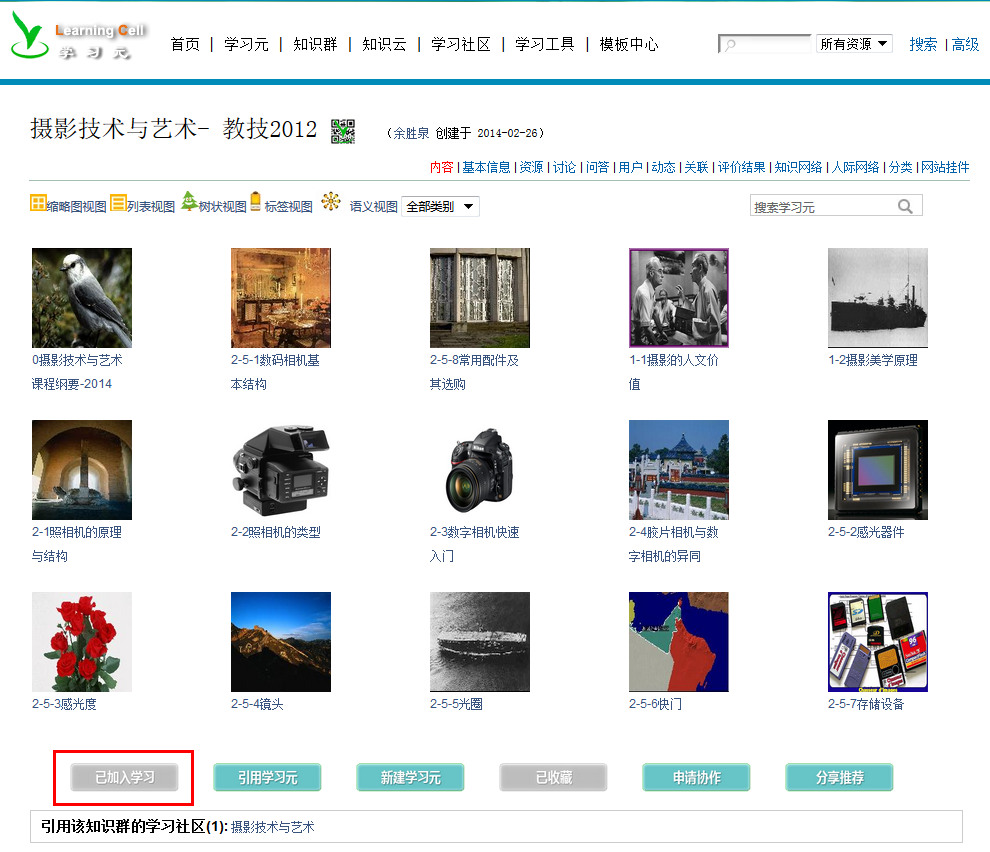 Learning Cell
学习元
首页 | 学习元 | 知识群 | 知识云 | 学习社区 | 学习工具 | 模板中心
所有资源
搜索 | 高级
摄影技术与艺术- 教技2012
（余胜泉 创建于 2014-02-26）
内容 | 基本信息 | 资源 | 讨论 | 问答 | 用户 | 动态 | 关联 | 评价结果 | 知识网络 | 人际网络 | 分类 | 网站挂件
缩略图视图 列表视图 树状视图 标签视图 语义视图 全部类别
搜索学习元
0摄影技术与艺术
课程纲要-2014
2-5-1数码相机基
本结构
2-5-8常用配件及
其选购
1-1摄影的人文价
值
1-2摄影美学原理
2-1照相机的原理
与结构
2-2照相机的类型
2-3数字相机快速
入门
2-4胶片相机与数
字相机的异同
2-5-2感光器件
2-5-3感光度
2-5-4镜头
2-5-5光圈
2-5-6快门
2-5-7存储设备
已加入学习
引用学习元
新建学习元
已收藏
申请协作
分享推荐
引用该知识群的学习社区(1): 摄影技术与艺术